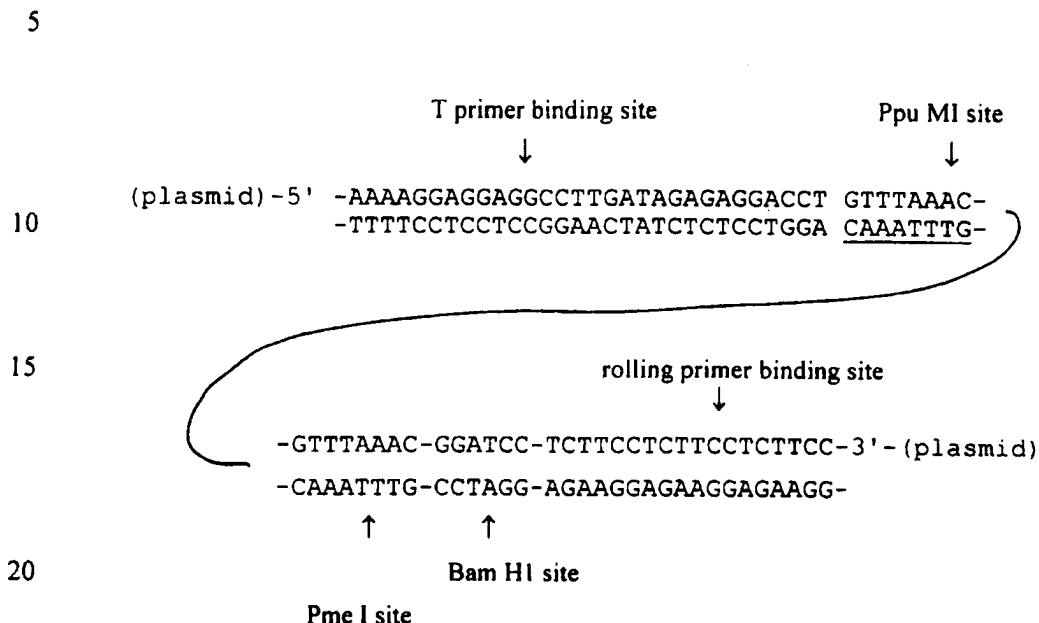 5
T primer binding site Ppu MI site
↓ ↓
(plasmid)-5' -AAAAGGAGGAGGCCTTGATAGAGAGGACCT GTTTAAAC-
10 -TTTTCCTCCTCCGGAACTATCTCTCCTGGA CAAATTTG-
15
rolling primer binding site
↓
-GTTTAAAC-GGATCC-TCTTCCTCTTCCTCTTCC-3'-(plasmid)
-CAAATTTG-CCTAGG-AGAAGGAGAAGGAGAAGG-
↑ ↑
20 Bam H1 site
Pme I site